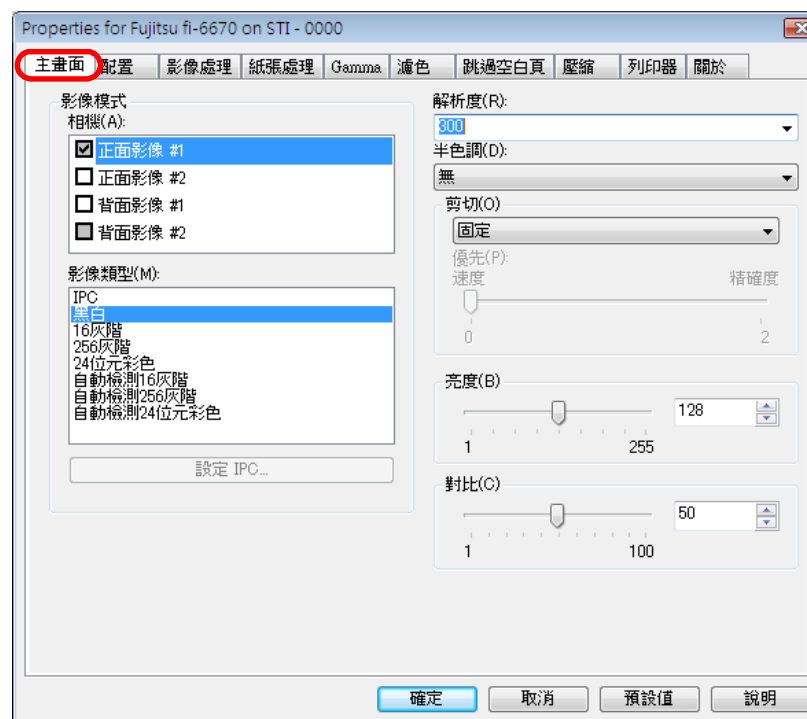 Properties for Fujitsu fi-6670 on STI - 0000
主畫面 配置 影像處理 紙張處理 Gamma 濾色 跳過空白頁 壓縮 列印器 關於
影像模式
相機(A):
正面影像 #1
正面影像 #2
背面影像 #1
背面影像 #2
影像類型(M):
IPC
黑白
16灰階
256灰階
24位元彩色
自動檢測16灰階
自動檢測256灰階
自動檢測24位元彩色
設定 IPC...
解析度(R):
300
半色調(D):
無
剪切(O)
固定
優先(P):
速度 精確度
0 2
亮度(B)
128
1 255
對比(C)
50
1 100
確定 取消 預設值 說明